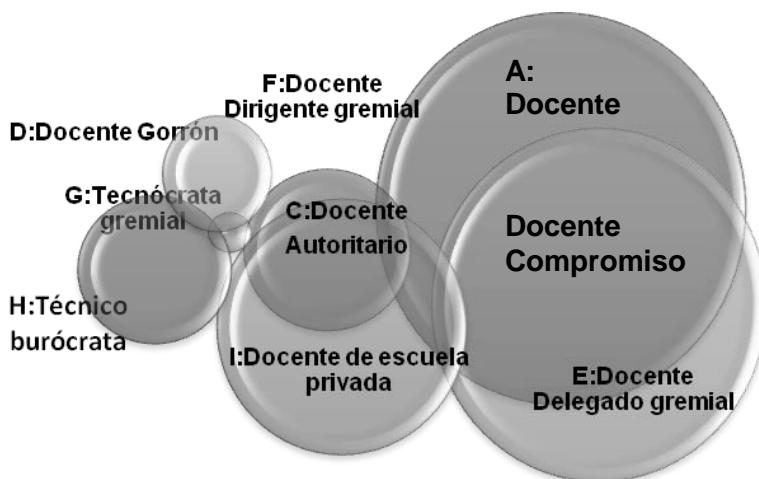 A:
Docente
F:Docente
Dirigente gremial
D:Docente Gorrón
G:Tecnócrata
gremial
C:Docente
Autoritario
Docente
Compromiso
H:Técnico
burócrata
I:Docente de escuela
privada
E:Docente
Delegado gremial